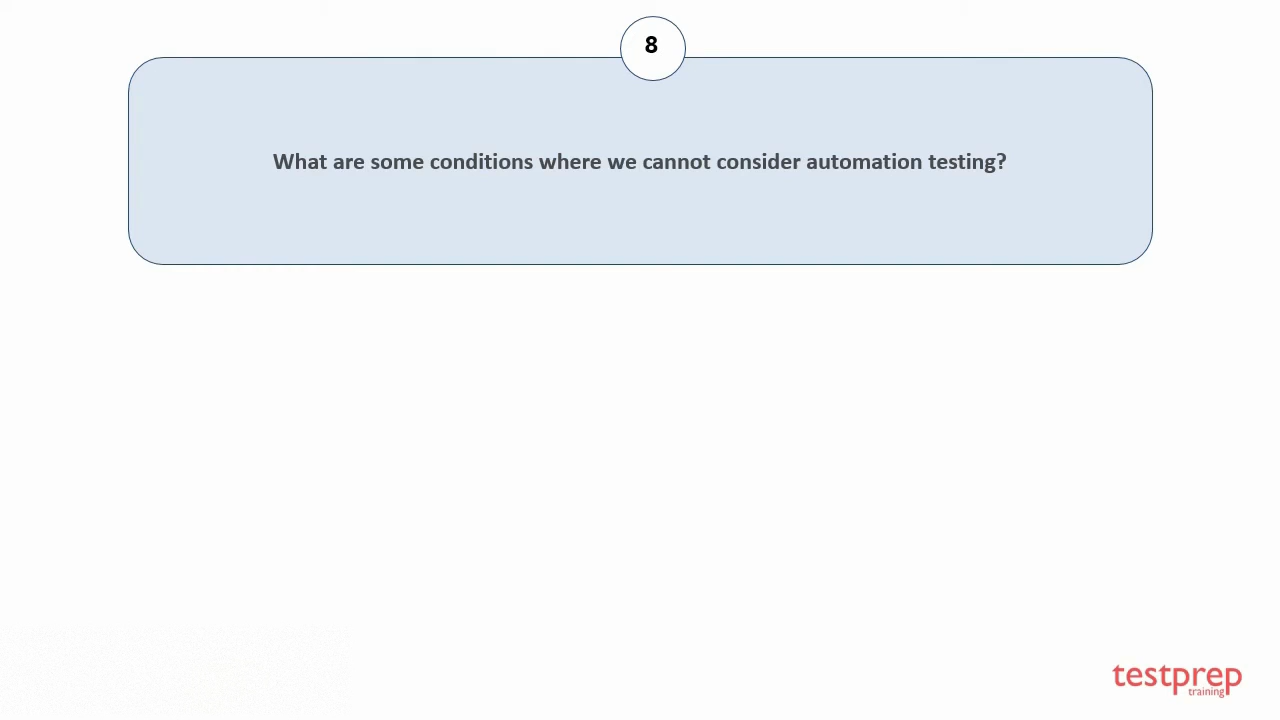 8
What are some conditions where we cannot consider automation testing?
testprep
training